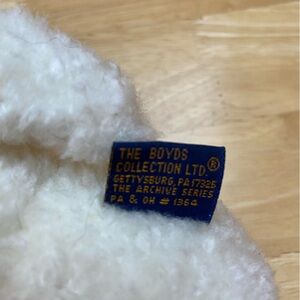 THE BOYDS
COLLECTION LTD.®
GETTYSBURG, PA 17325
THE ARCHIVE SERIES
PA & OH # 1364